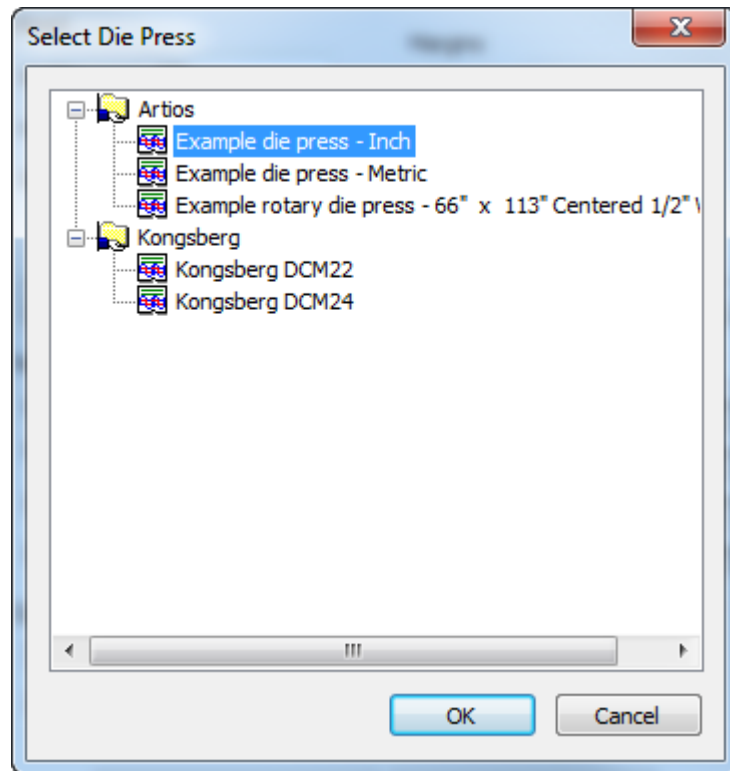 Select Die Press
Artios
Example die press - Inch
Example die press - Metric
Example rotary die press - 66" x 113" Centered 1/2"
Kongsberg
Kongsberg DCM22
Kongsberg DCM24
OK
Cancel